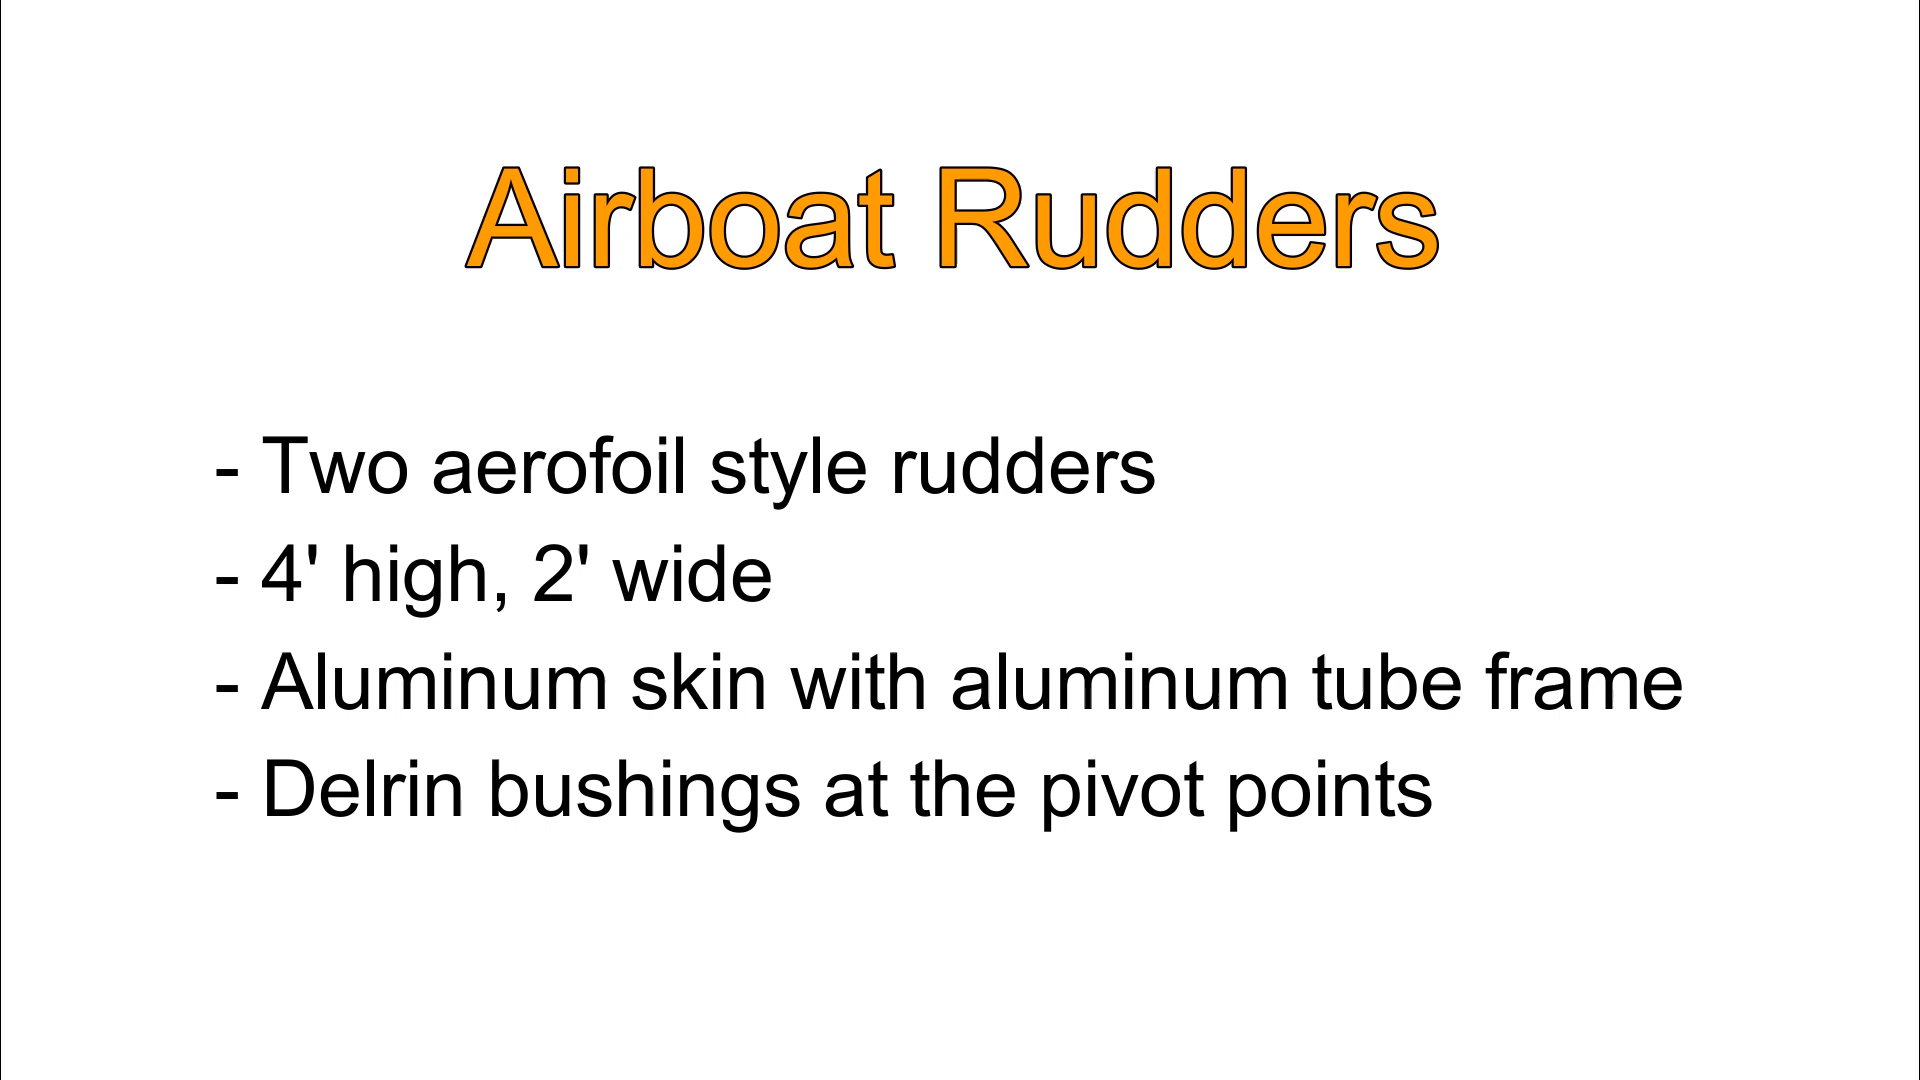 Airboat Rudders
- Two aerofoil style rudders
- 4' high, 2' wide
- Aluminum skin with aluminum tube frame
- Delrin bushings at the pivot points